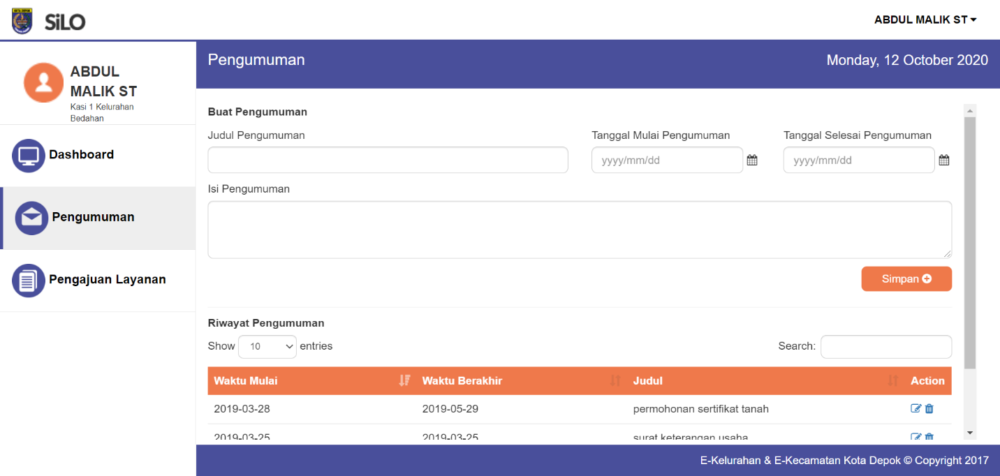 KOTA DEPOK
SiLO
ABDUL MALIK ST
ABDUL
MALIK ST
Kasi 1 Kelurahan
Bedahan
Dashboard
Pengumuman
Pengajuan Layanan
Pengumuman
Monday, 12 October 2020
Buat Pengumuman
Judul Pengumuman
Tanggal Mulai Pengumuman
Tanggal Selesai Pengumuman
yyyy/mm/dd
yyyy/mm/dd
Isi Pengumuman
Simpan
Riwayat Pengumuman
Show 10 entries
Search:
Waktu Mulai Waktu Berakhir Judul Action
2019-03-28 2019-05-29 permohonan sertifikat tanah
2019-03-25 2019-03-25 surat keterangan usaha
E-Kelurahan & E-Kecamatan Kota Depok © Copyright 2017